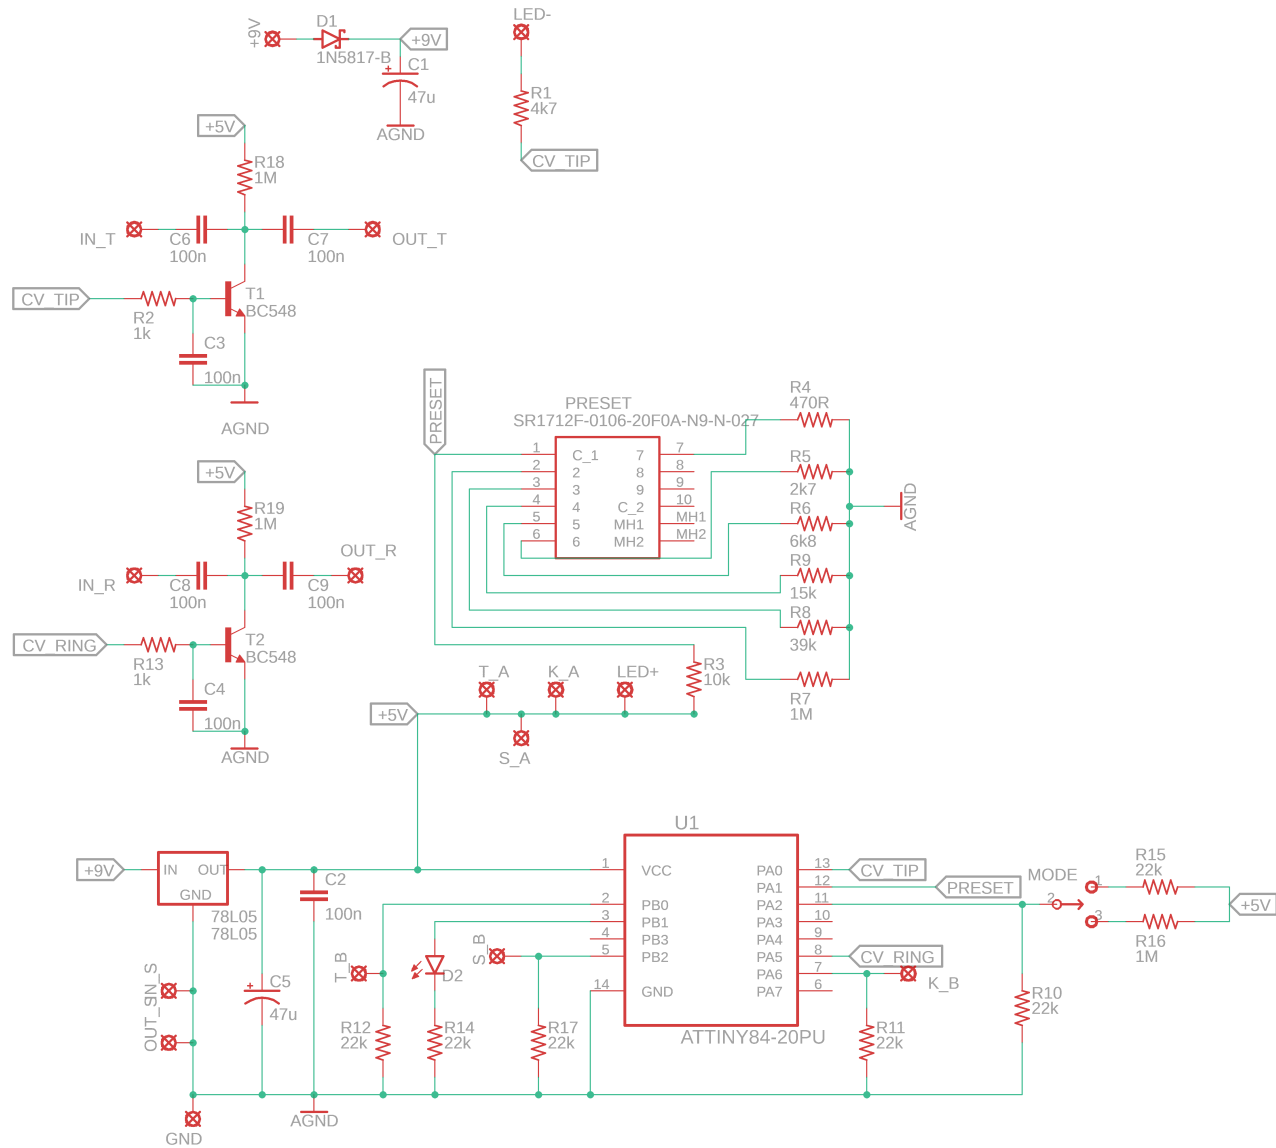 +9V
D1
1N5817-B
+9V
C1
47u
AGND
LED-
R1
4k7
CV_TIP
+5V
R18
1M
IN_T
C6
100n
C7
100n
OUT_T
CV_TIP
R2
1k
T1
BC548
C3
100n
AGND
+5V
R19
1M
IN_R
C8
100n
C9
100n
OUT_R
CV_RING
R13
1k
T2
BC548
C4
100n
AGND
PRESET
PRESET
SR1712F-0106-20F0A-N9-N-027
1 C_1 7 7
2 2 8 8
3 3 9 9
4 4 C_2 10
5 5 MH1 MH1
6 6 MH2 MH2
R4
470R
R5
2k7
R6
6k8
R9
15k
R8
39k
R7
1M
AGND
R3
10k
T_A
K_A
LED+
+5V
S_A
+9V
IN OUT
GND
78L05
78L05
C2
100n
C5
47u
OUT_S
IN_S
GND
AGND
T_B
R12
22k
D2
R14
22k
S_B
R17
22k
U1
1 VCC PA0 13
PA1 12
2 PB0 PA2 11
3 PB1 PA3 10
4 PB3 PA4 9
5 PB2 PA5 8
PA6 7
14 GND PA7 6
ATTINY84-20PU
CV_TIP
PRESET
CV_RING
K_B
R11
22k
R10
22k
MODE
1
2
3
R15
22k
R16
1M
+5V